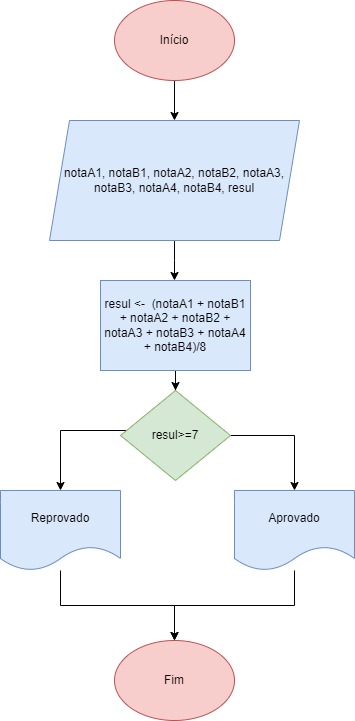 Início
notaA1, notaB1, notaA2, notaB2, notaA3,
notaB3, notaA4, notaB4, resul
resul <- (notaA1 + notaB1
+ notaA2 + notaB2 +
notaA3 + notaB3 + notaA4
+ notaB4)/8
resul>=7
Reprovado
Aprovado
Fim